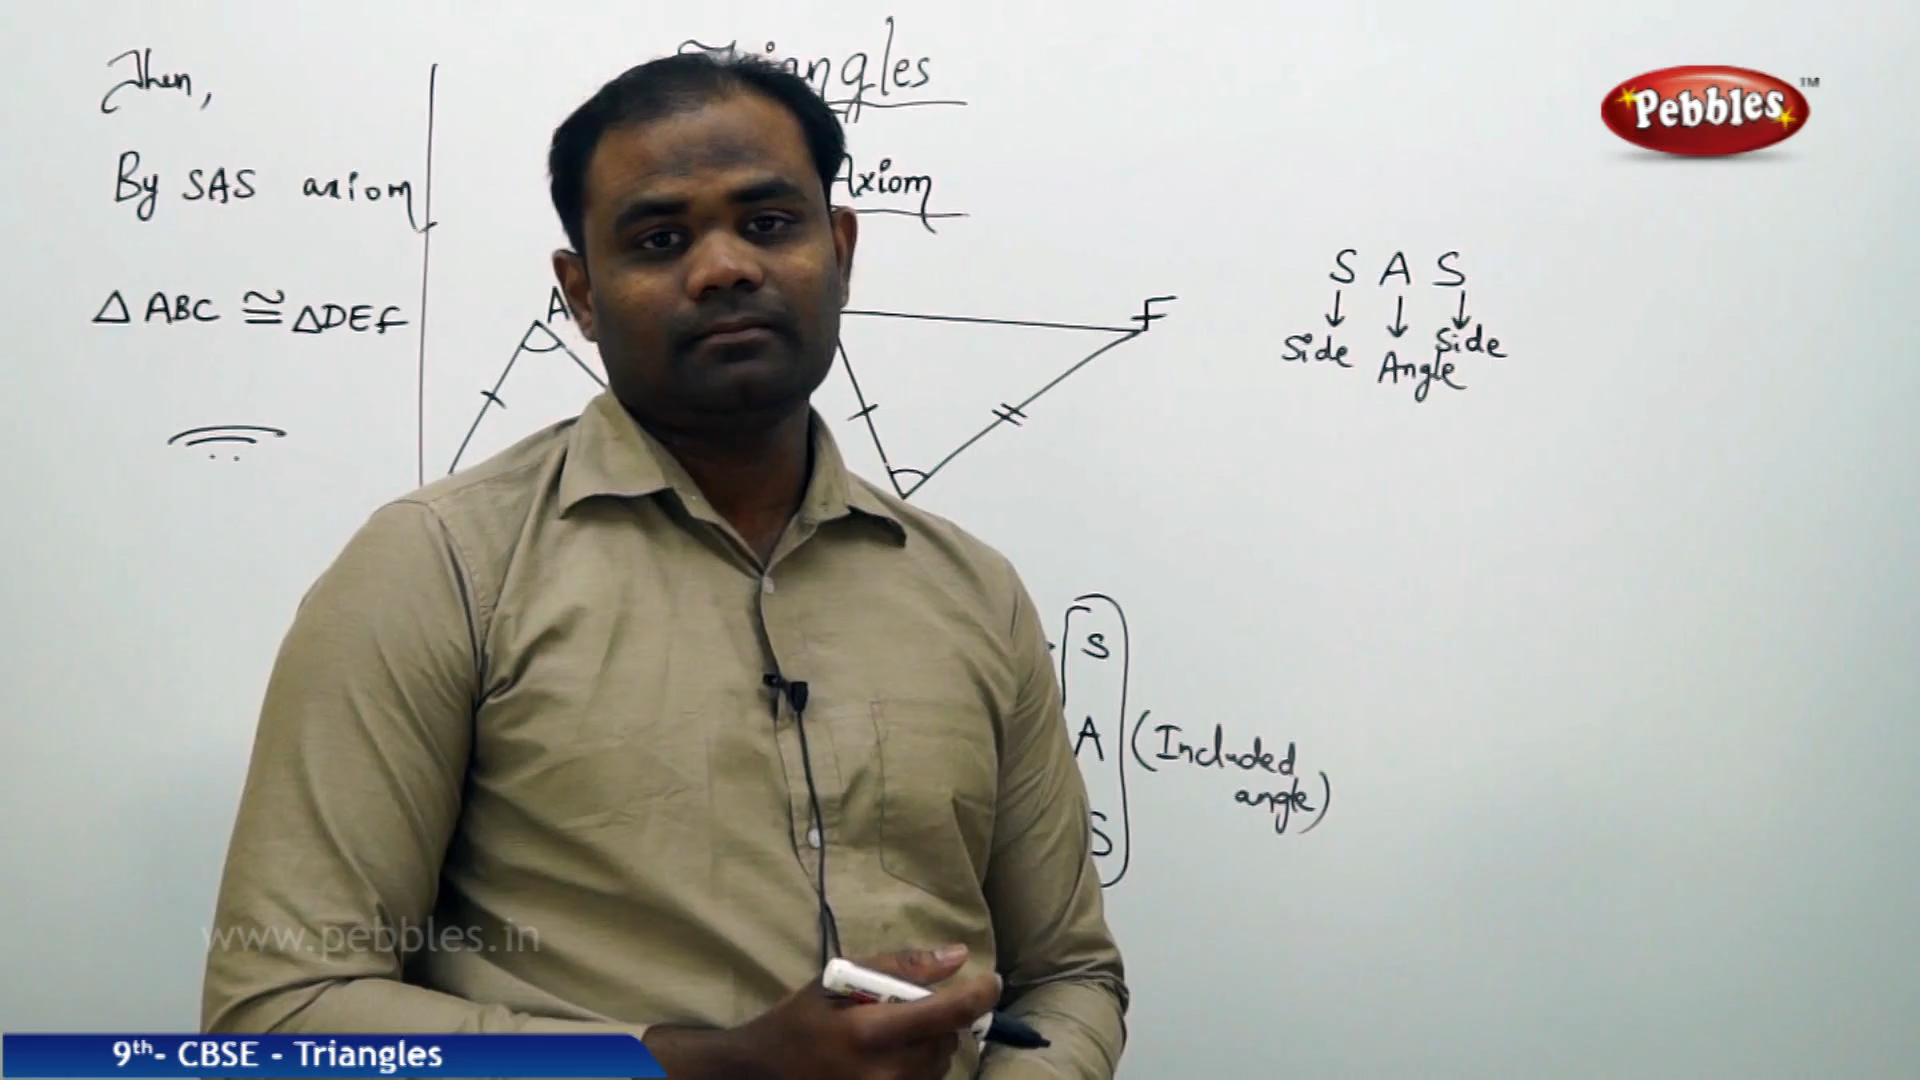 Then,
By SAS axiom
△ ABC ≅ △DEF
Triangles
Axiom
A
F
S A S
Side Angle Side
S
A (Included
angle)
S
Pebbles™
www.pebbles.in
9th- CBSE - Triangles